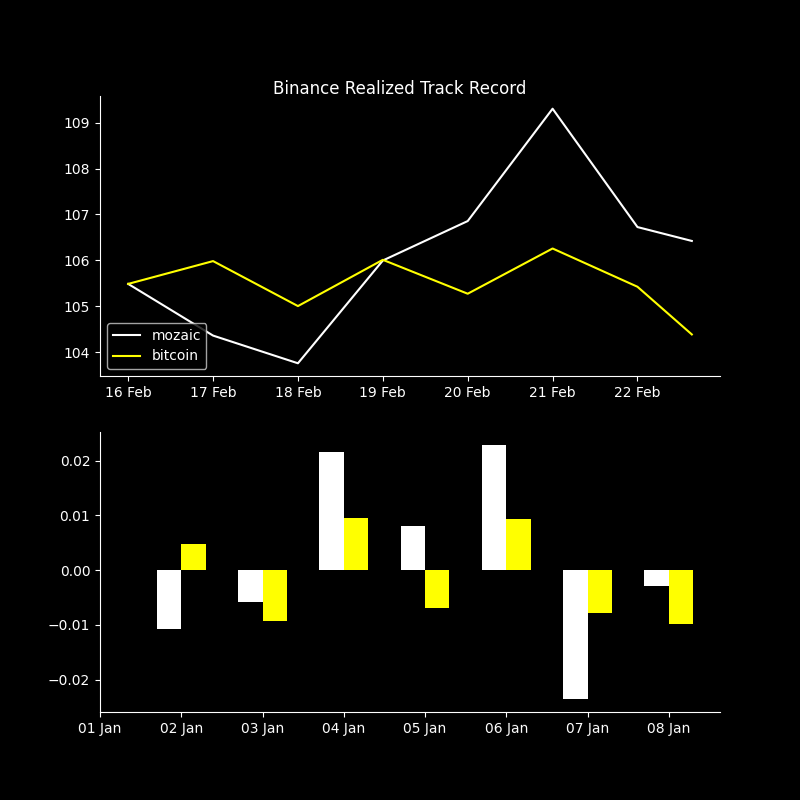 Binance Realized Track Record
109
108
107
106
105
104
mozaic
bitcoin
16 Feb 17 Feb 18 Feb 19 Feb 20 Feb 21 Feb 22 Feb
0.02
0.01
0.00
−0.01
−0.02
01 Jan 02 Jan 03 Jan 04 Jan 05 Jan 06 Jan 07 Jan 08 Jan